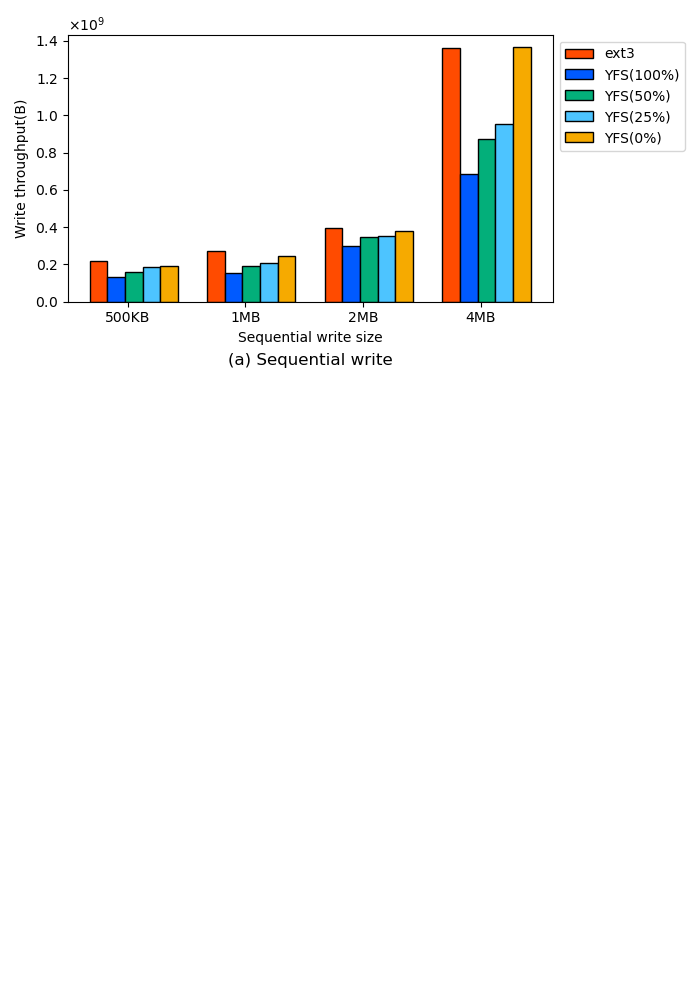 ×10⁹
1.4
1.2
1.0
0.8
0.6
0.4
0.2
0.0
Write throughput(B)
500KB 1MB 2MB 4MB
Sequential write size
(a) Sequential write
ext3
YFS(100%)
YFS(50%)
YFS(25%)
YFS(0%)